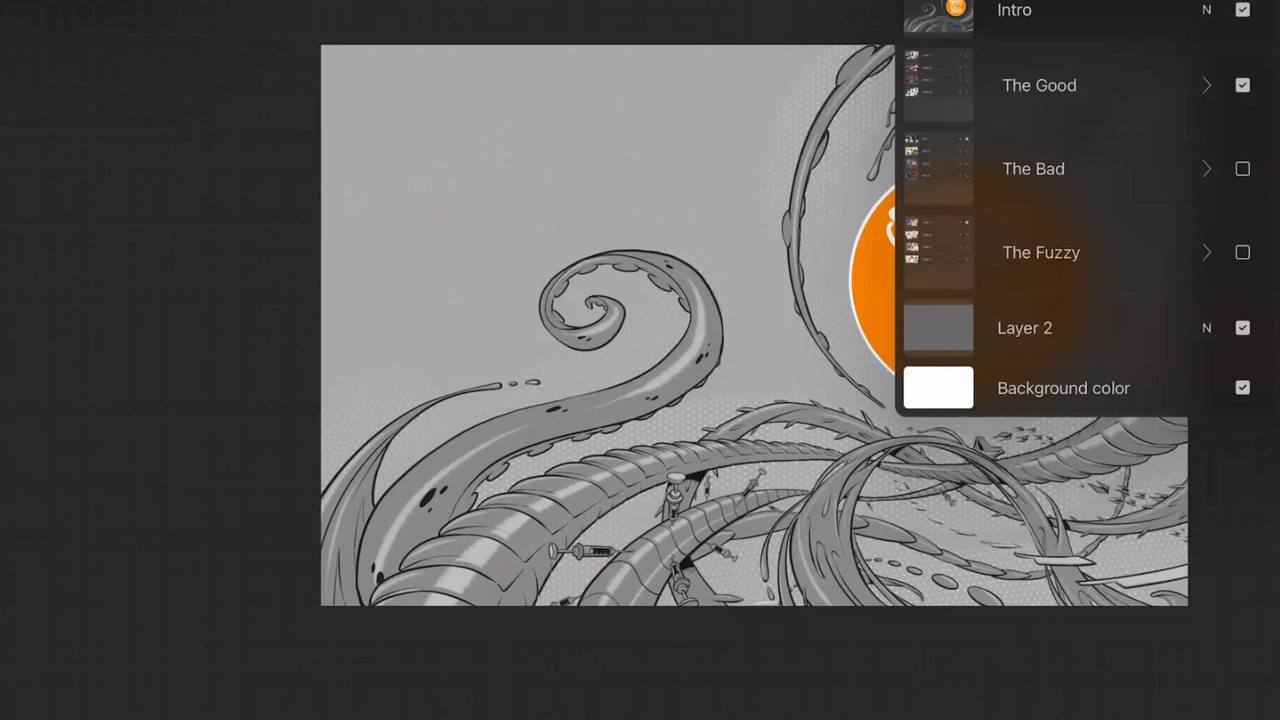 Intro N
The Good
The Bad
The Fuzzy
Layer 2 N
Background color